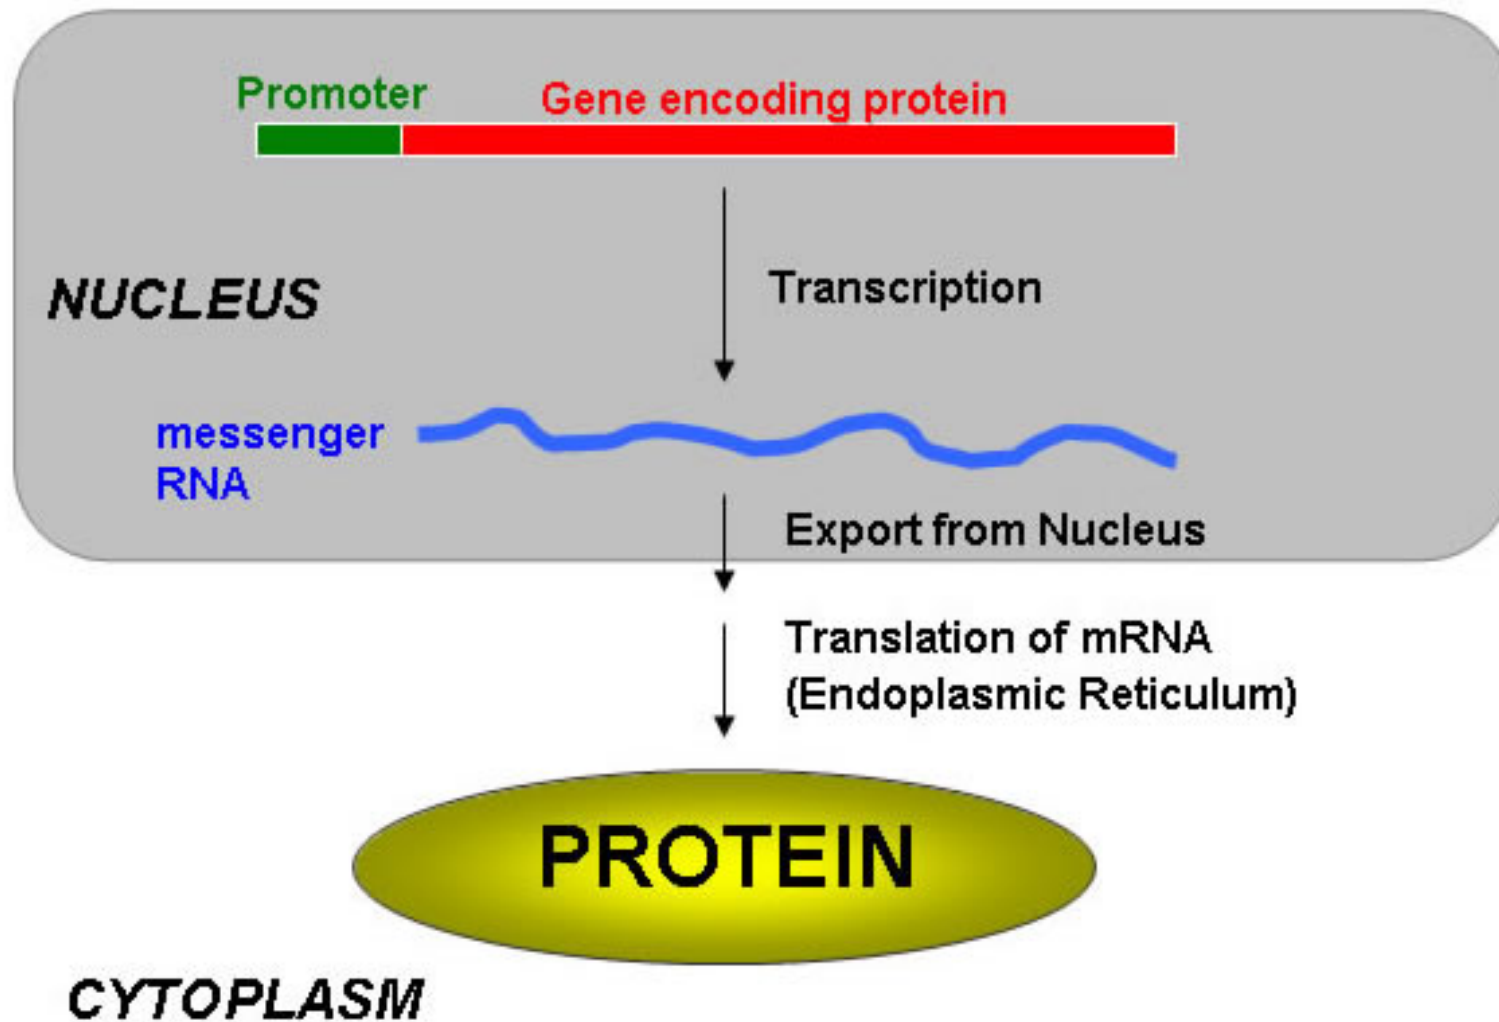 Promoter
Gene encoding protein
NUCLEUS
Transcription
messenger
RNA
Export from Nucleus
Translation of mRNA
(Endoplasmic Reticulum)
PROTEIN
CYTOPLASM